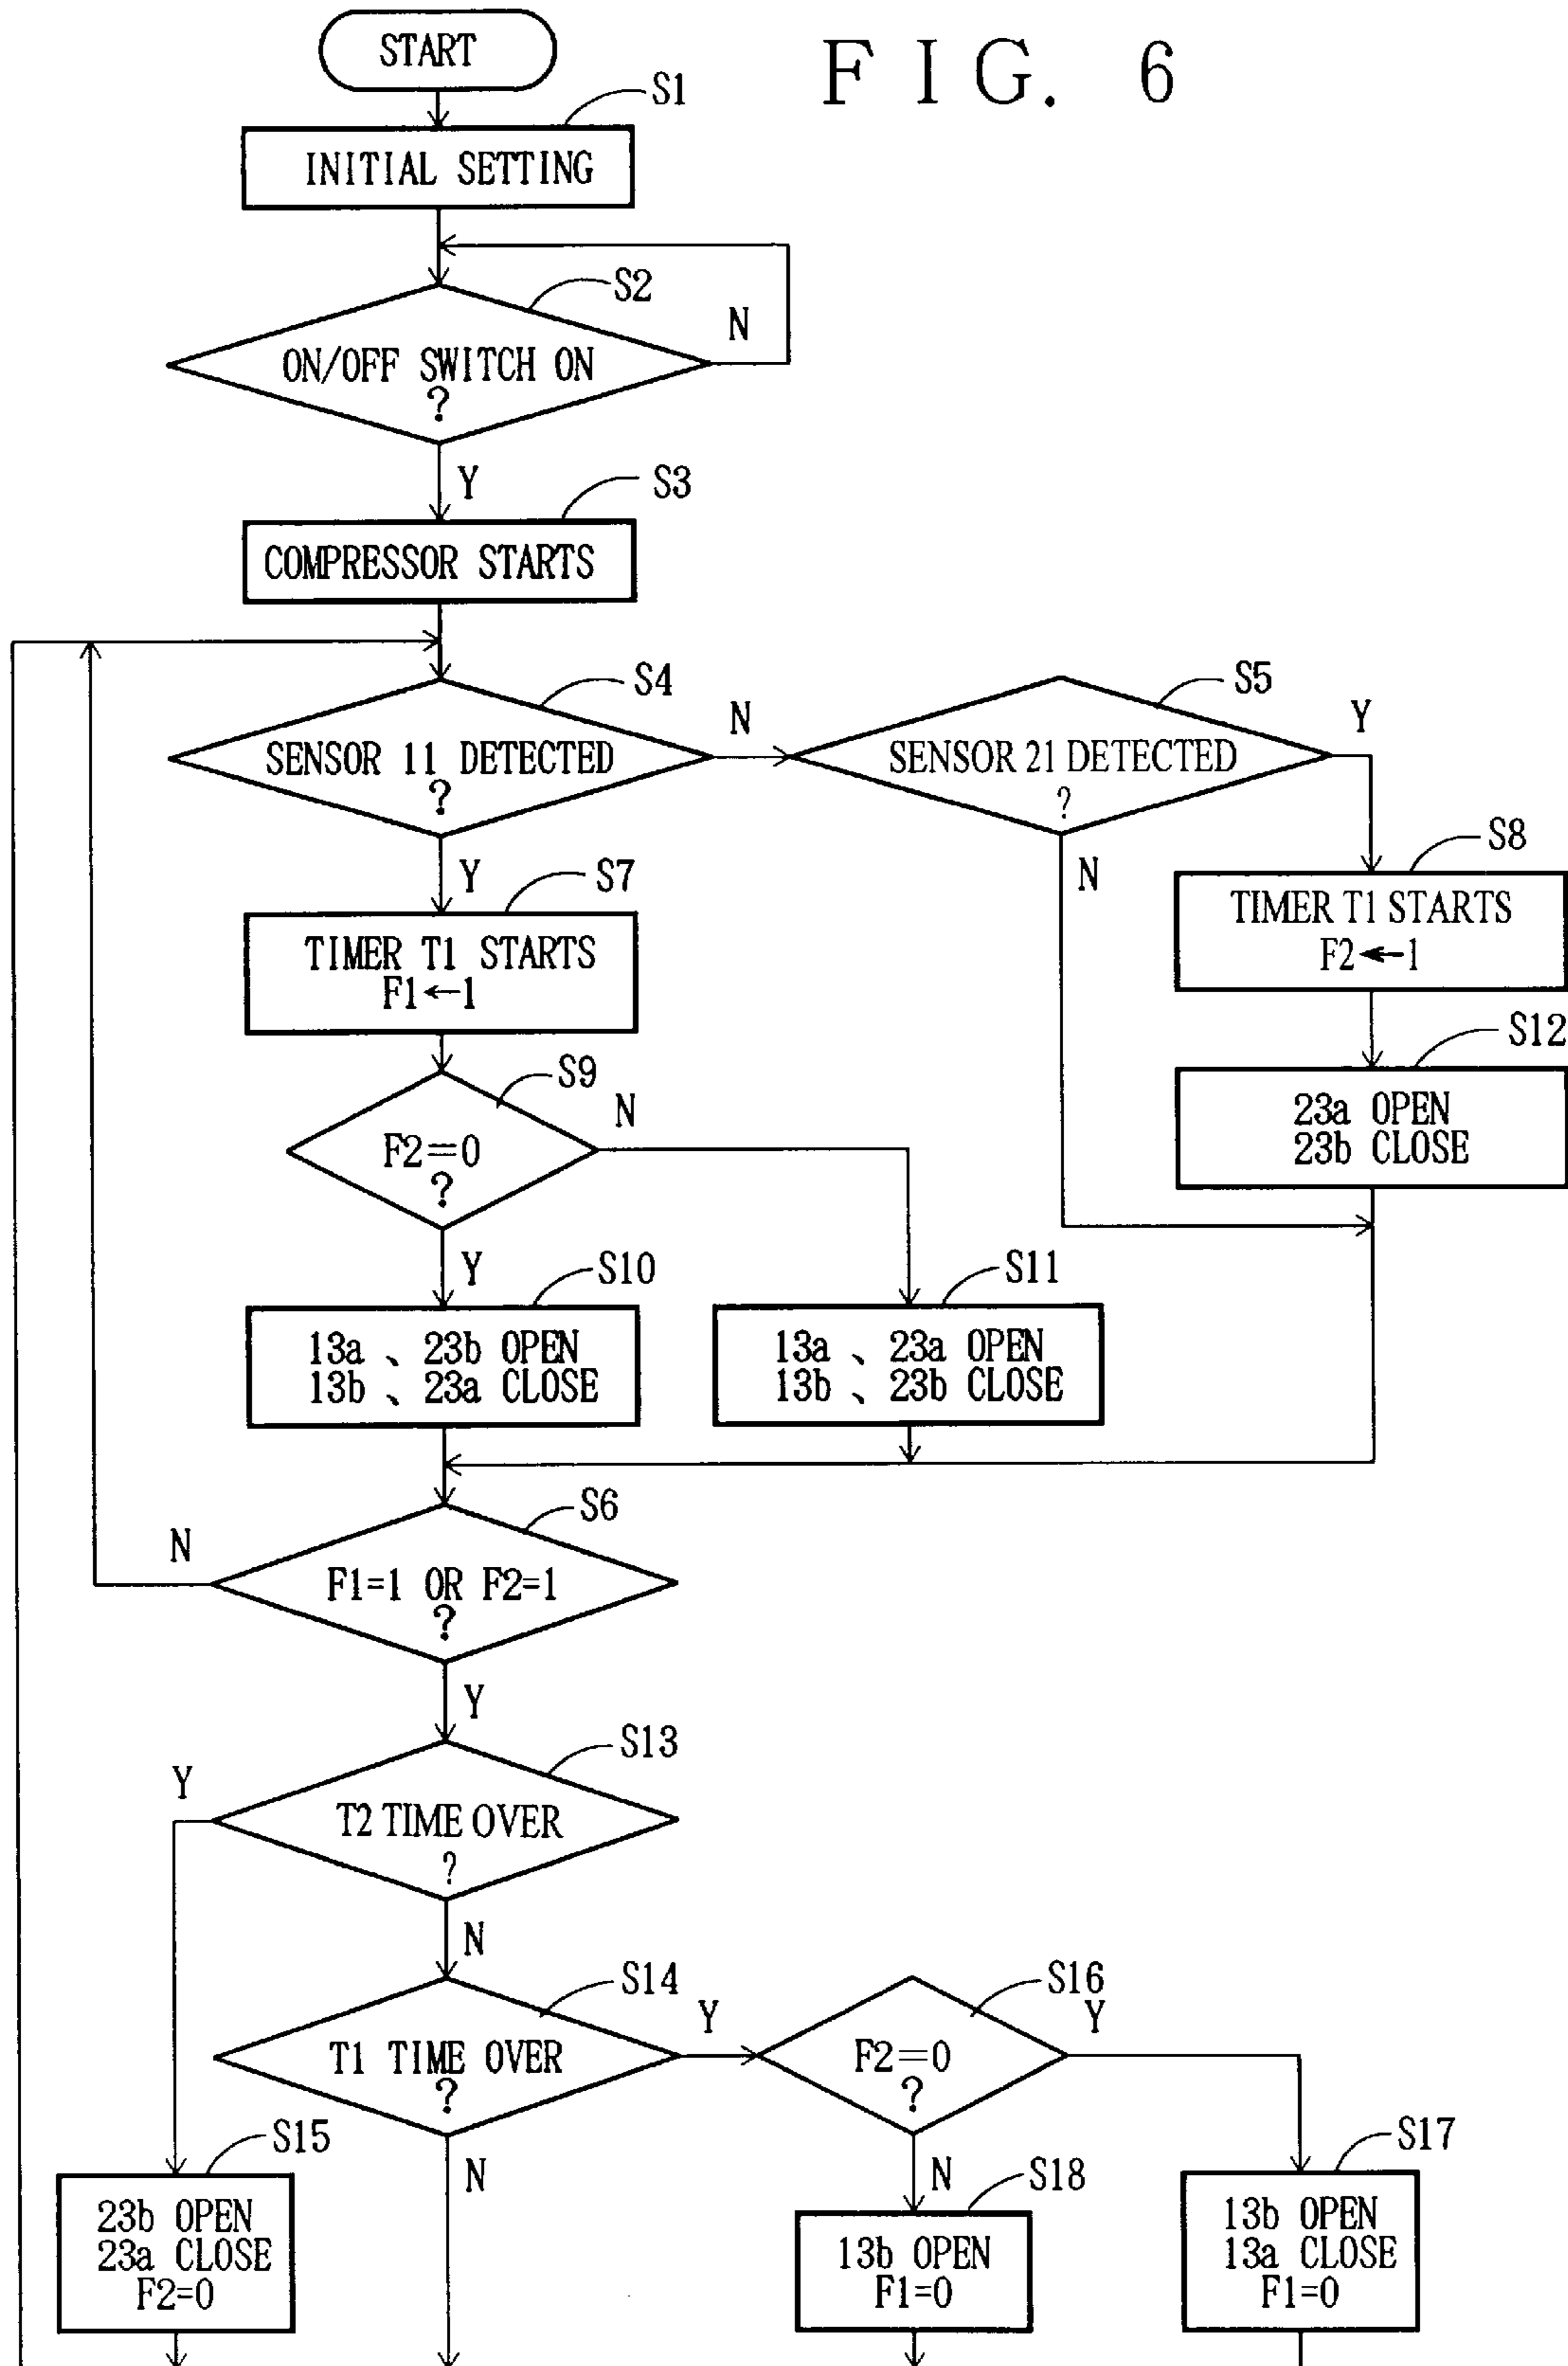 START
FIG. 6
S1
INITIAL SETTING
S2
N
ON/OFF SWITCH ON
?
Y
S3
COMPRESSOR STARTS
S4
N
SENSOR 11 DETECTED
?
S5
Y
SENSOR 21 DETECTED
?
Y
S7
N
S8
TIMER T1 STARTS
F1←1
TIMER T1 STARTS
F2←1
S9
N
F2=0
?
S12
23a OPEN
23b CLOSE
Y
S10
S11
13a 、 23b OPEN
13b 、 23a CLOSE
13a 、 23a OPEN
13b 、 23b CLOSE
S6
N
F1=1 OR F2=1
?
Y
S13
Y
T2 TIME OVER
?
N
S14
Y
T1 TIME OVER
?
S16
Y
F2=0
?
S15
N
N
S18
S17
23b OPEN
23a CLOSE
F2=0
13b OPEN
F1=0
13b OPEN
13a CLOSE
F1=0